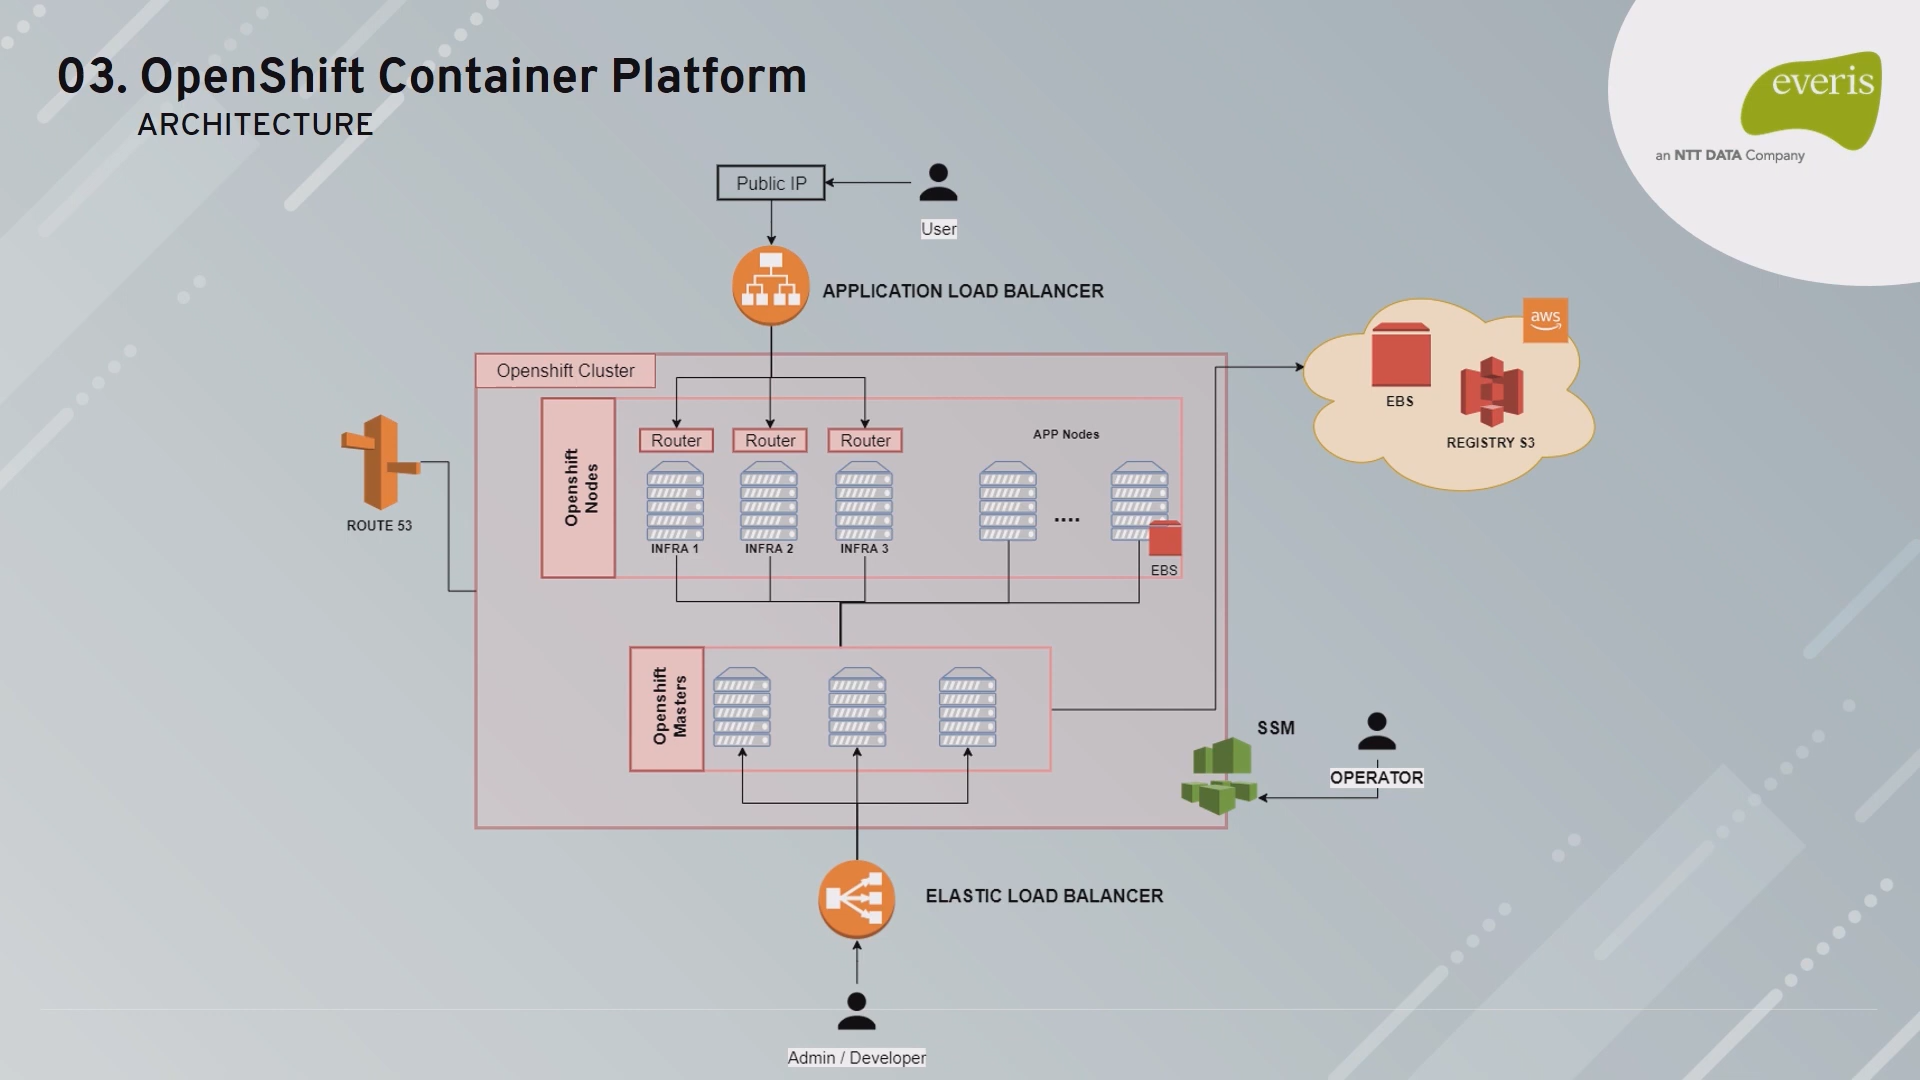 03. OpenShift Container Platform
ARCHITECTURE
everis
an NTT DATA Company
Public IP
User
APPLICATION LOAD BALANCER
aws
EBS
REGISTRY S3
Openshift Cluster
Openshift
Nodes
Router
Router
Router
APP Nodes
....
INFRA 1
INFRA 2
INFRA 3
EBS
ROUTE 53
Openshift
Masters
SSM
OPERATOR
ELASTIC LOAD BALANCER
Admin / Developer